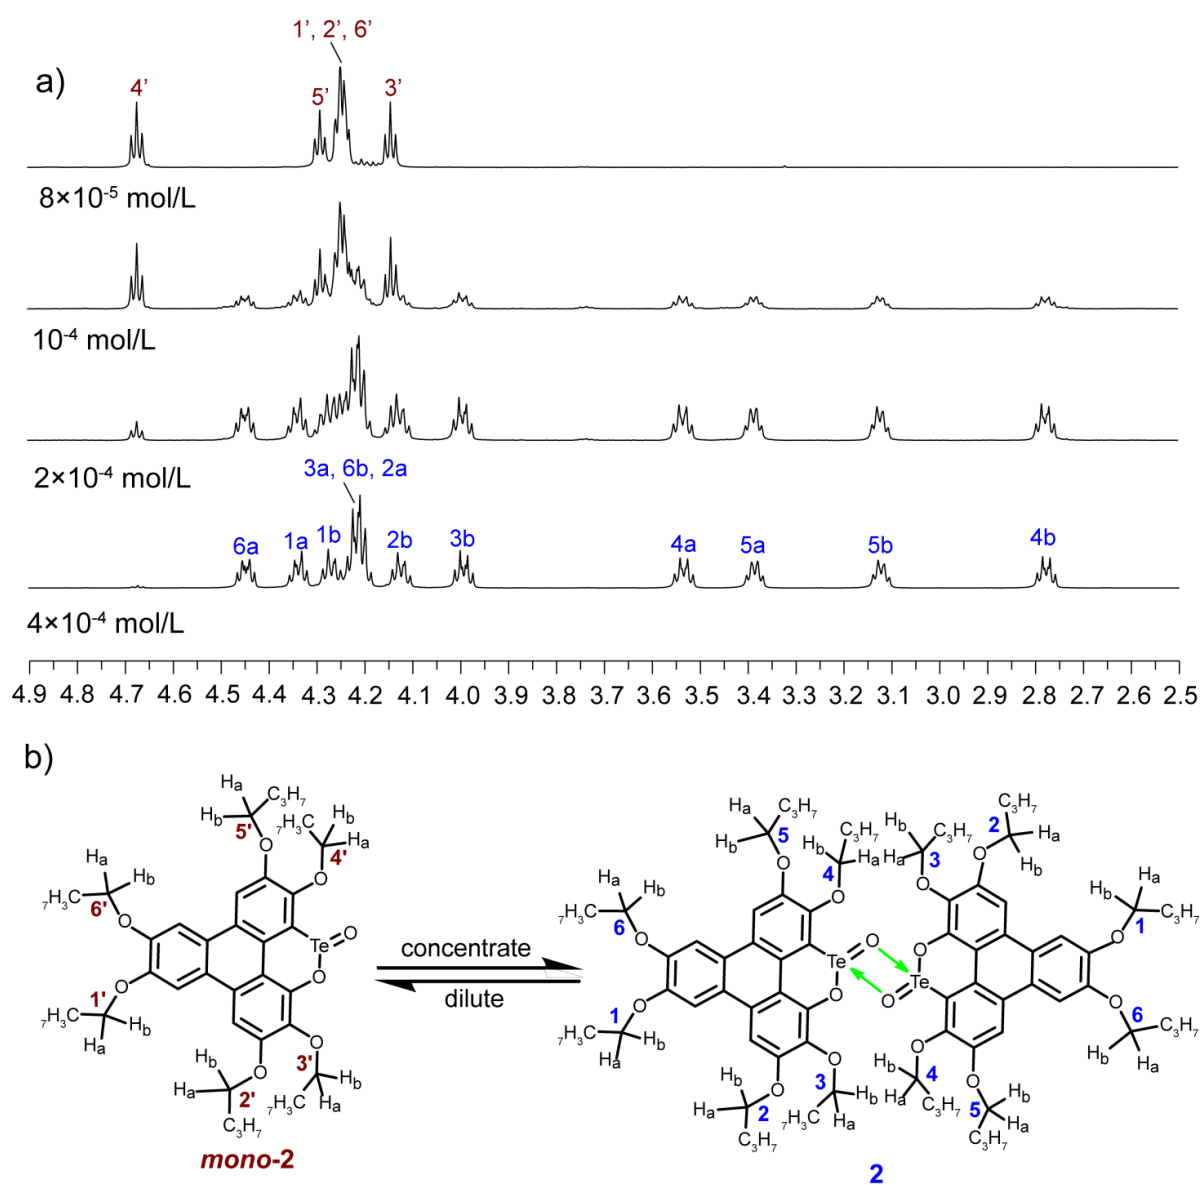 a)
1’, 2’, 6’
4’
5’
3’
8×10-5 mol/L
10-4 mol/L
2×10-4 mol/L
3a, 6b, 2a
6a
1a
1b
2b
3b
4a
5a
5b
4b
4×10-4 mol/L
4.9 4.8 4.7 4.6 4.5 4.4 4.3 4.2 4.1 4.0 3.9 3.8 3.7 3.6 3.5 3.4 3.3 3.2 3.1 3.0 2.9 2.8 2.7 2.6 2.5
b)
Ha
C3H7
Hb
5'
O
7H3C
Hb
Ha
4'
O
Ha
Hb
7H3C
6'
O
Te
O
O
1'
O
7H3C
Hb
Ha
Hb
Ha
2'
O
C3H7
3'
O
7H3C
Hb
Ha
mono-2
concentrate
dilute
Ha
C3H7
Hb
5
O
C3H7
Hb
Ha
4
O
Ha
Hb
7H3C
6
O
Te
O
O
1
O
7H3C
Hb
Ha
Hb
Ha
2
O
C3H7
3
O
7H3C
Hb
Ha
Hb
C3H7
Ha
3
O
C3H7
2
Ha
Hb
O
Ha
Hb
C3H7
1
O
O
Te
O
O
6
C3H7
Hb
Ha
O
Hb
Ha
4
C3H7
O
5
Hb
Ha
C3H7
2